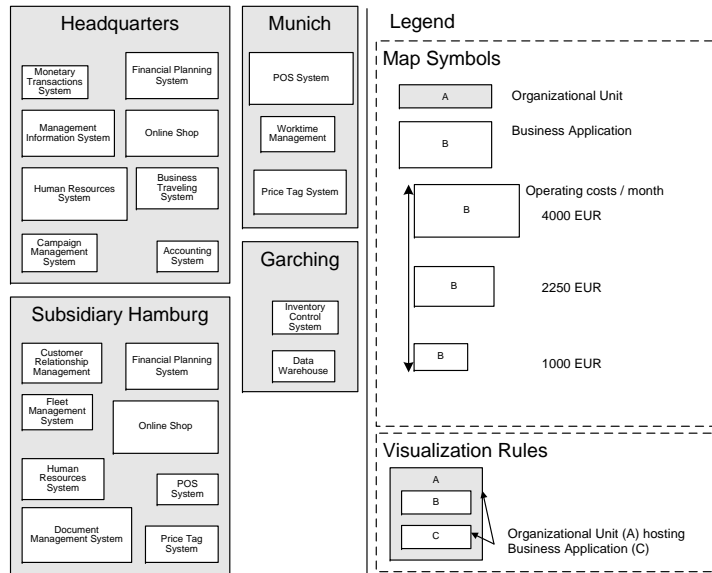 Headquarters
Monetary
Transactions
System
Financial Planning
System
Management
Information System
Online Shop
Human Resources
System
Business
Traveling
System
Campaign
Management
System
Accounting
System
Subsidiary Hamburg
Customer
Relationship
Management
Financial Planning
System
Fleet
Management
System
Online Shop
Human
Resources
System
POS
System
Document
Management System
Price Tag
System
Munich
POS System
Worktime
Management
Price Tag System
Garching
Inventory
Control
System
Data
Warehouse
Legend
Map Symbols
A
Organizational Unit
B
Business Application
Operating costs / month
B
4000 EUR
B
2250 EUR
B
1000 EUR
Visualization Rules
A
B
C
Organizational Unit (A) hosting
Business Application (C)